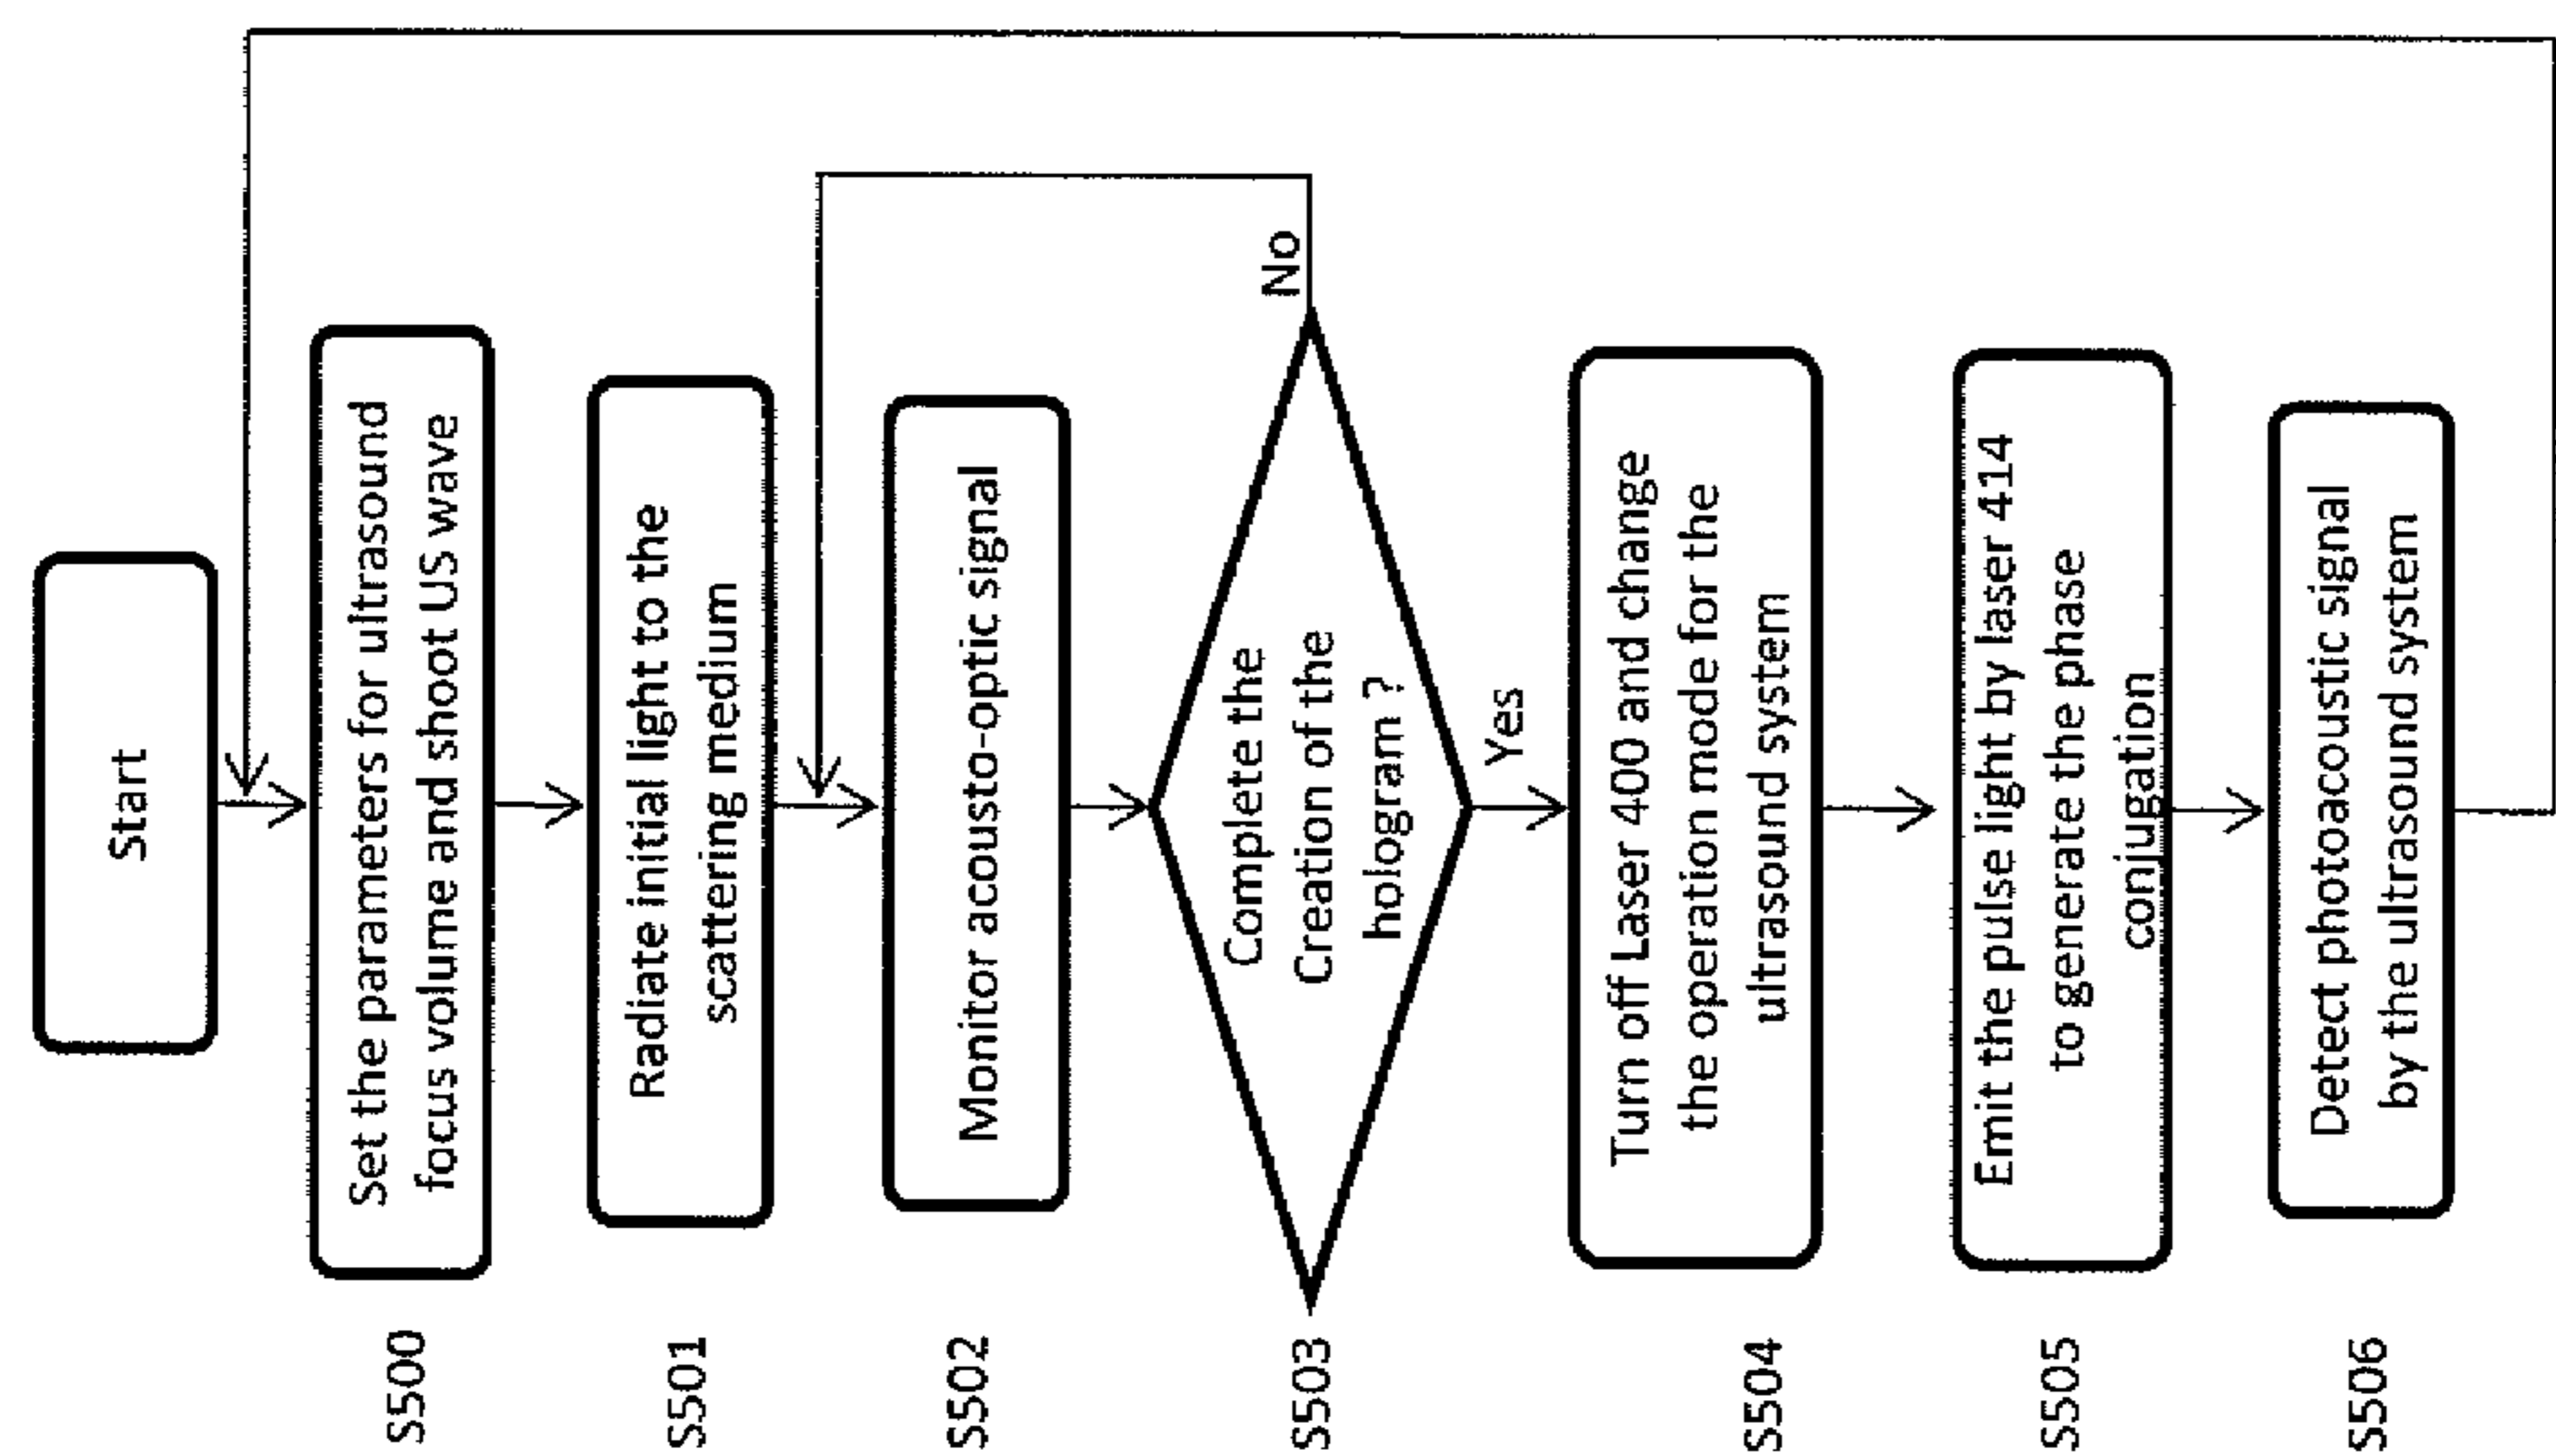 Start
S500
Set the parameters for ultrasound
focus volume and shoot US wave
S501
Radiate initial light to the
scattering medium
S502
Monitor acousto-optic signal
S503
Complete the
Creation of the
hologram ?
No
Yes
S504
Turn off Laser 400 and change
the operation mode for the
ultrasound system
S505
Emit the pulse light by laser 414
to generate the phase
conjugation
S506
Detect photoacoustic signal
by the ultrasound system